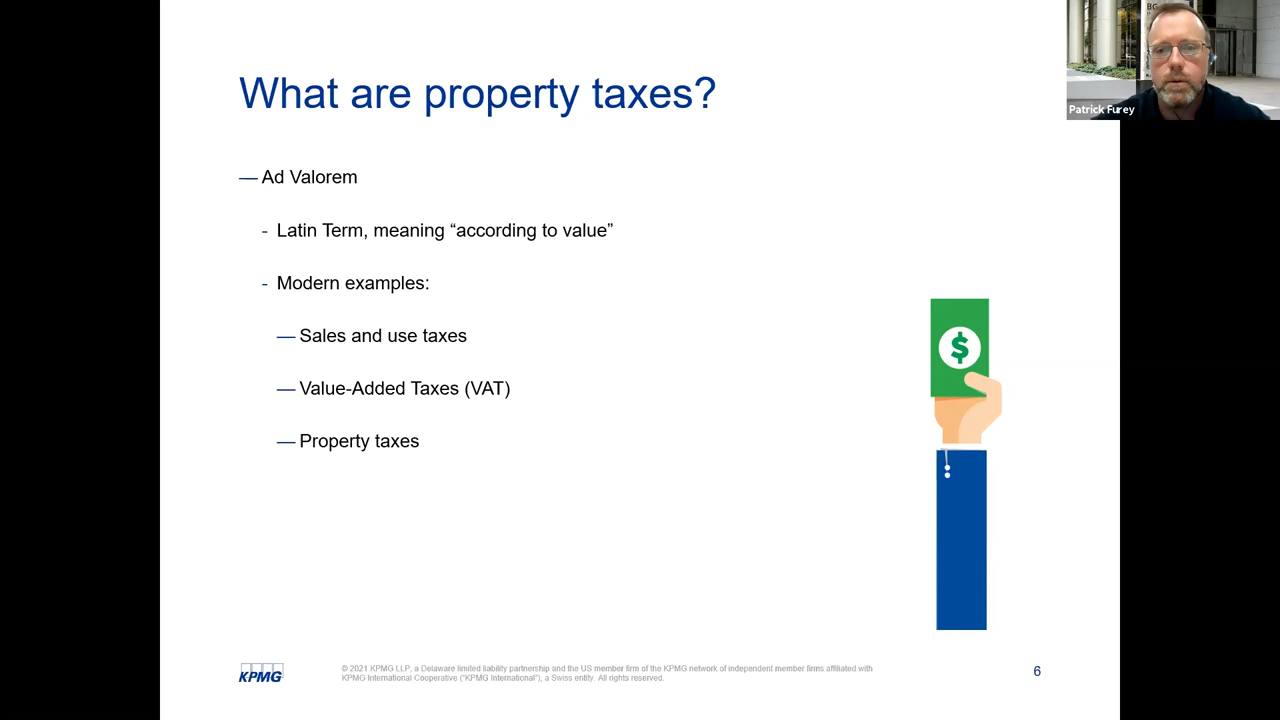 What are property taxes?
Patrick Furey
— Ad Valorem
- Latin Term, meaning “according to value”
- Modern examples:
— Sales and use taxes
— Value-Added Taxes (VAT)
— Property taxes
$
KPMG
© 2021 KPMG LLP, a Delaware limited liability partnership and the US member firm of the KPMG network of independent member firms affiliated with
KPMG International Cooperative (“KPMG International”), a Swiss entity. All rights reserved.
6